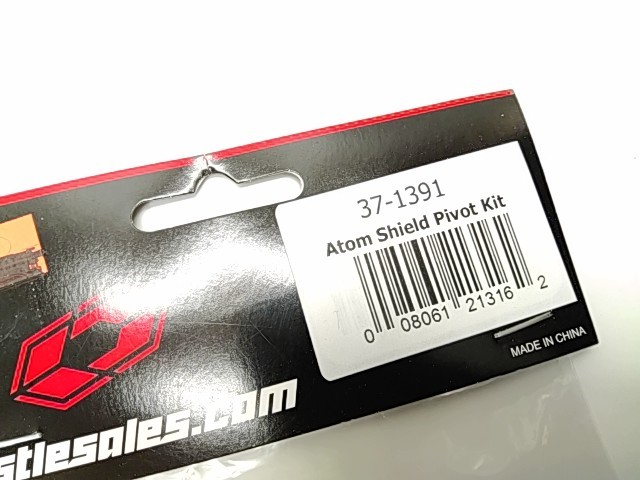 37-1391
Atom Shield Pivot Kit
0 08061 21316 2
MADE IN CHINA
stlesales.com